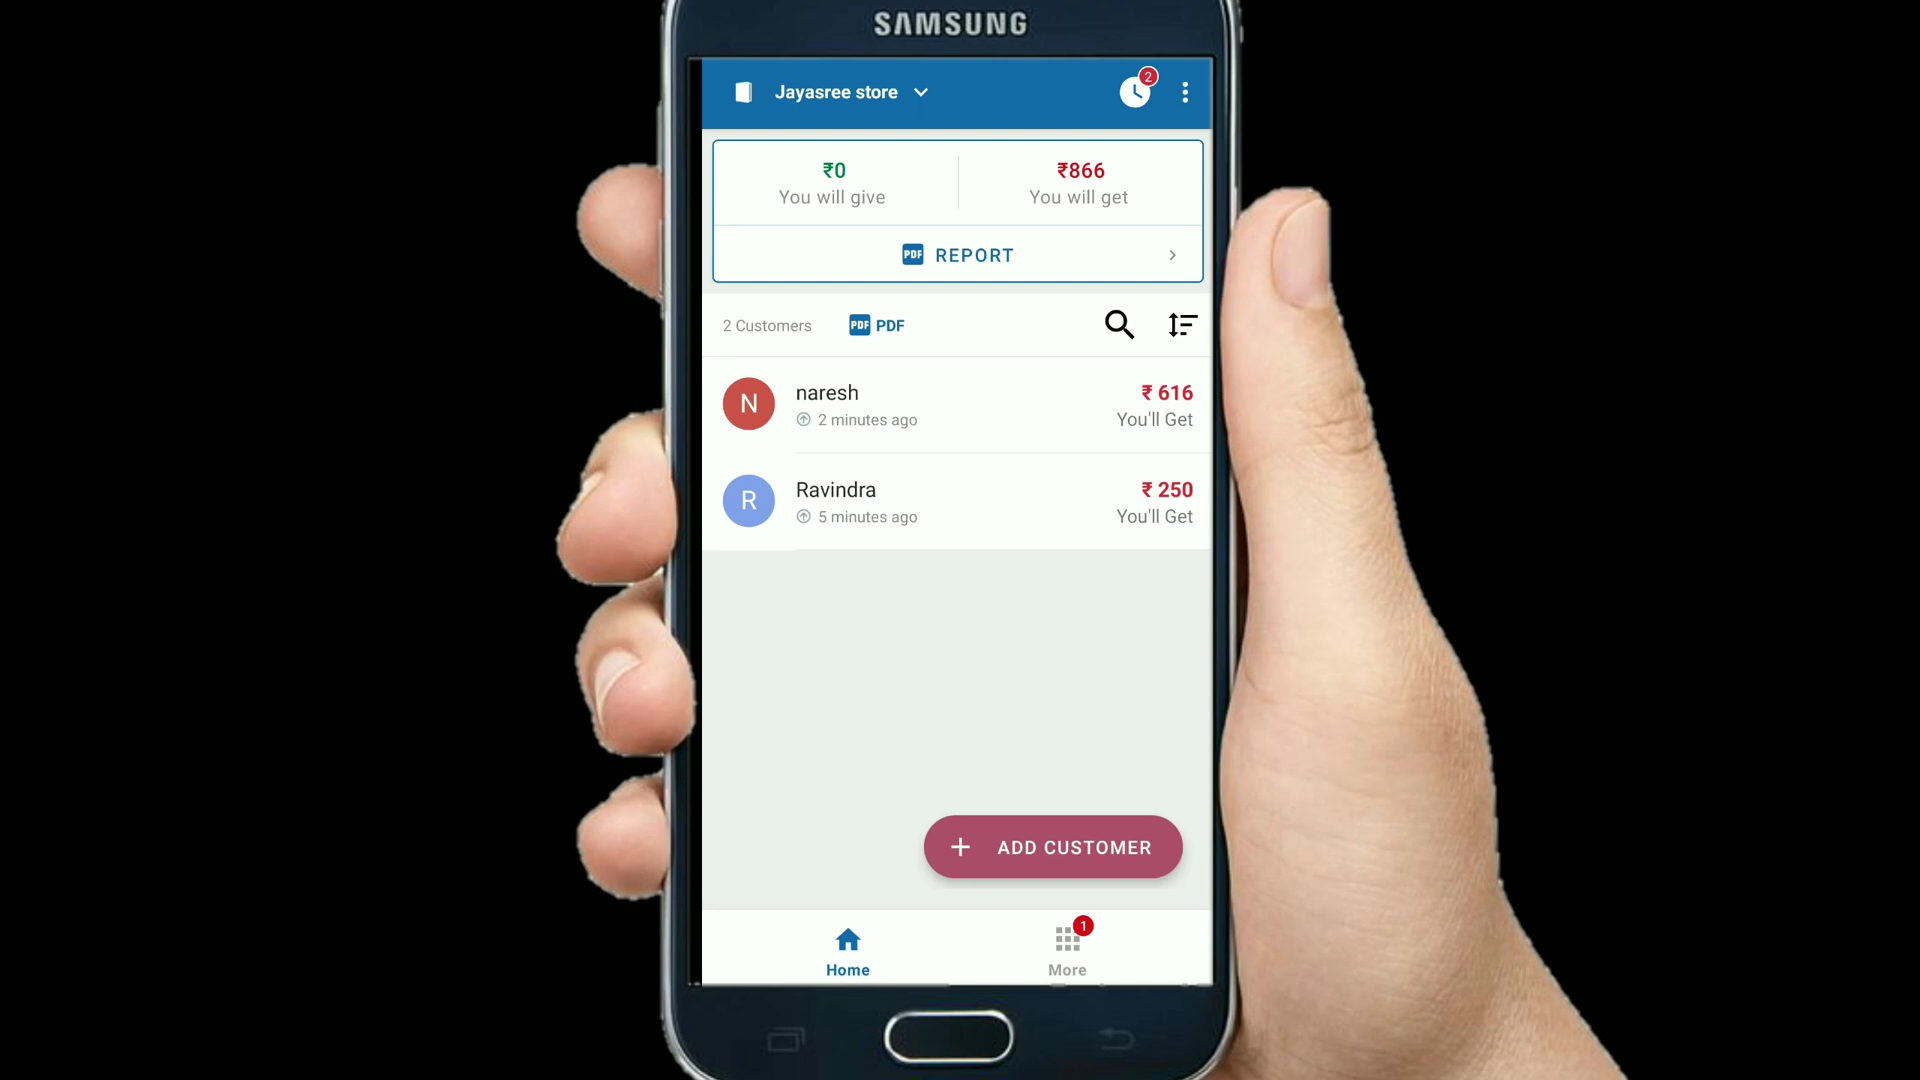 SAMSUNG
Jayasree store
2
₹0
₹866
You will give
You will get
PDF REPORT
2 Customers
PDF PDF
N
naresh
₹ 616
2 minutes ago
You'll Get
R
Ravindra
₹ 250
5 minutes ago
You'll Get
+ ADD CUSTOMER
1
Home
More